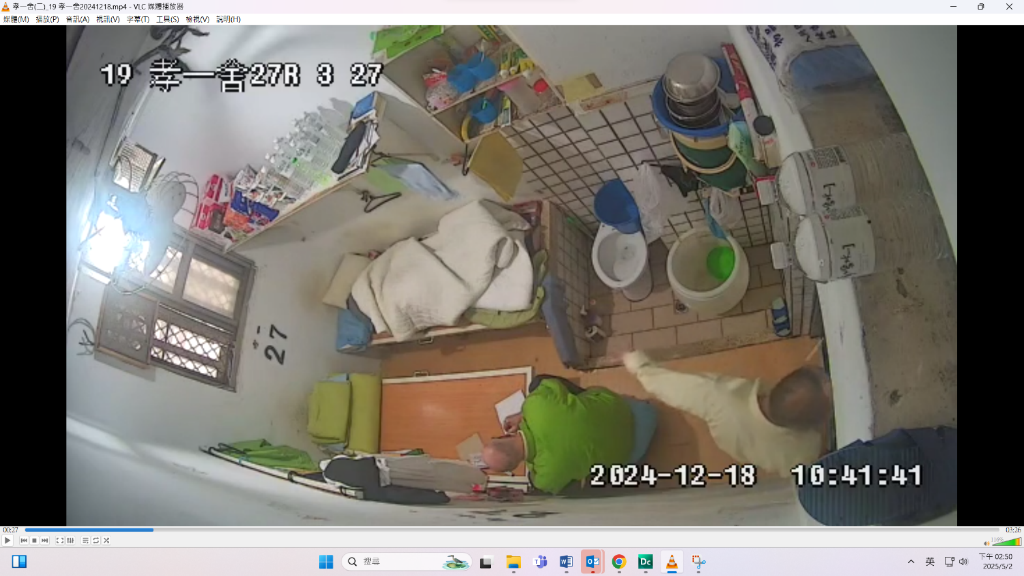 孝一舍(二)_19 孝一舍20241218.mp4 - VLC 媒體播放器
媒體(M) 播放(P) 音訊(A) 視訊(V) 字幕(T) 工具(S) 檢視(V) 說明(H)
19 孝一舍27R 3 27
27
2024-12-18 10:41:41
00:27
03:26
搜尋
英
下午 02:50
2025/5/2